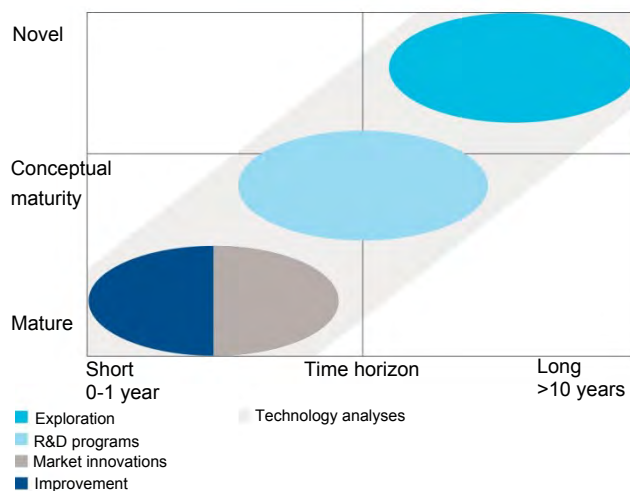 Novel
Conceptual
maturity
Mature
Short
0-1 year
Time horizon
Long
>10 years
Exploration
R&D programs
Market innovations
Improvement
Technology analyses